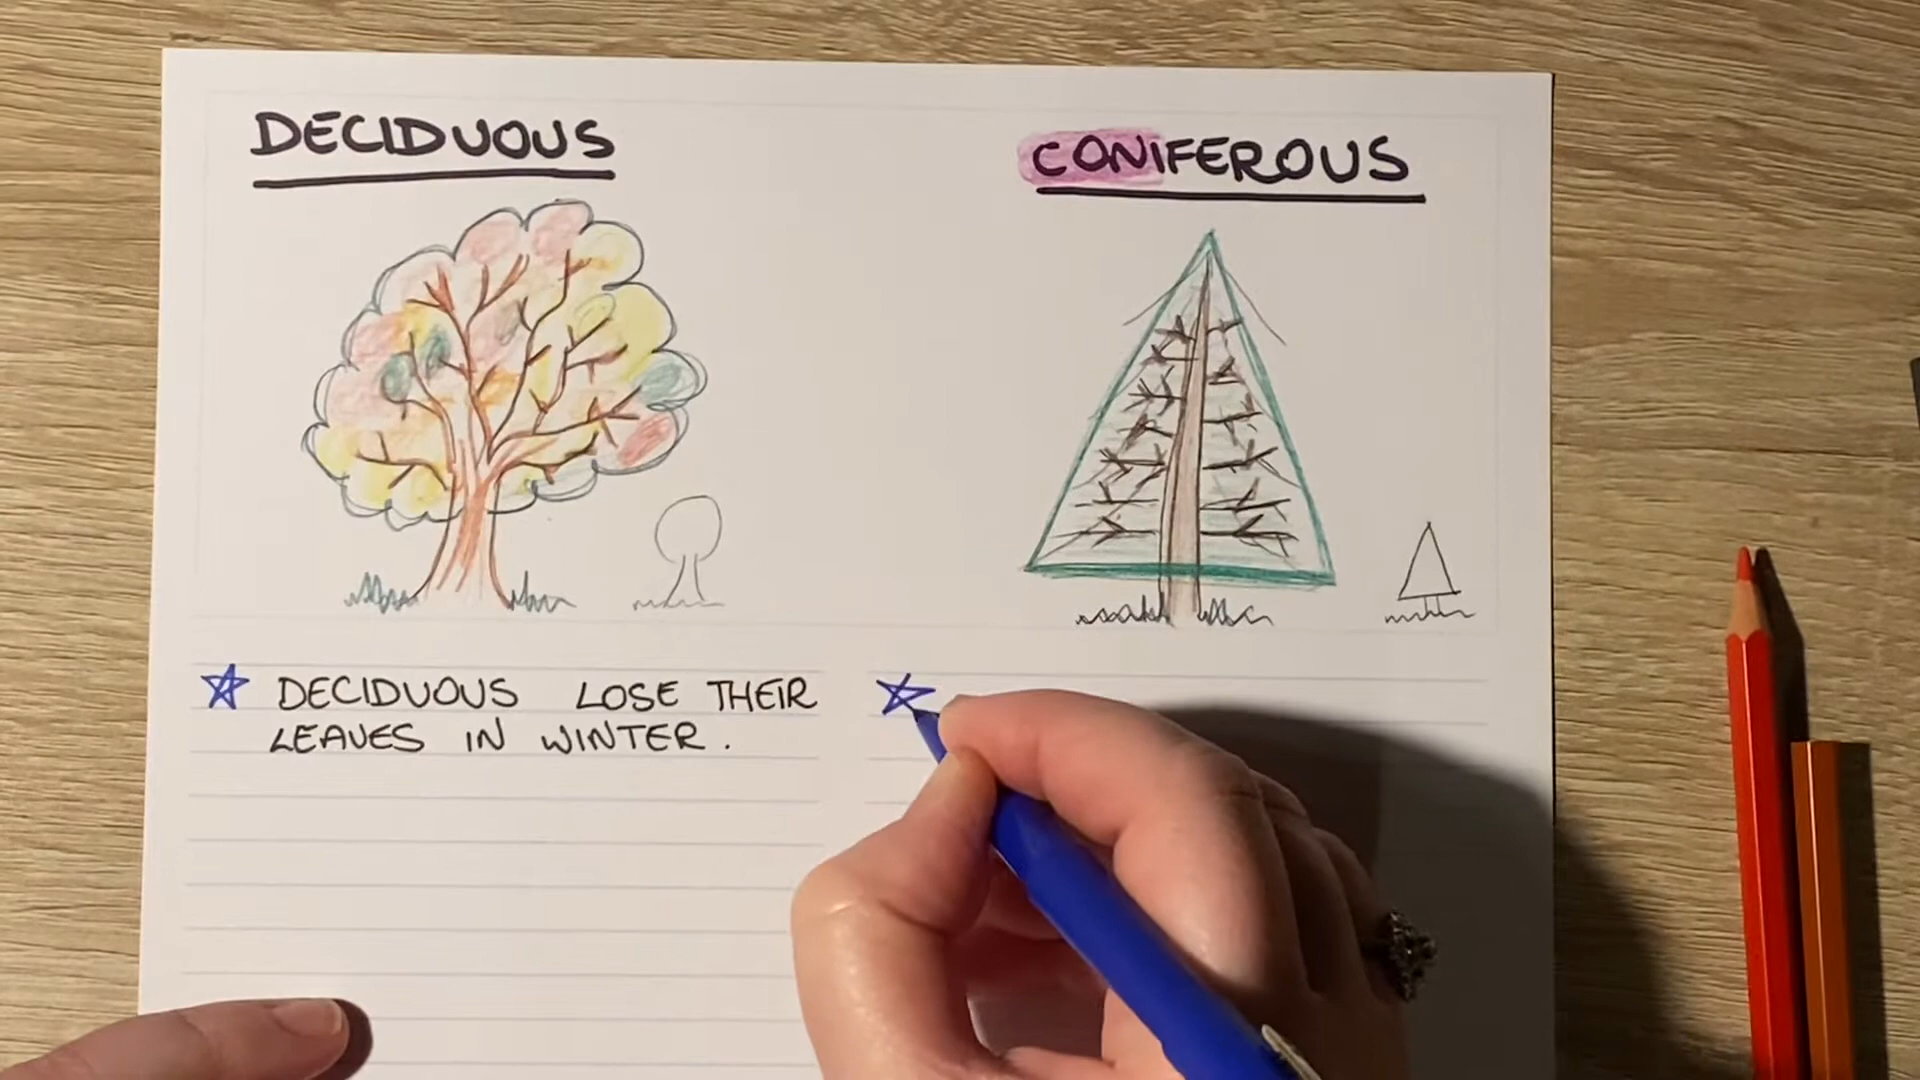 DECIDUOUS
CONIFEROUS
DECIDUOUS LOSE THEIR
LEAVES IN WINTER.